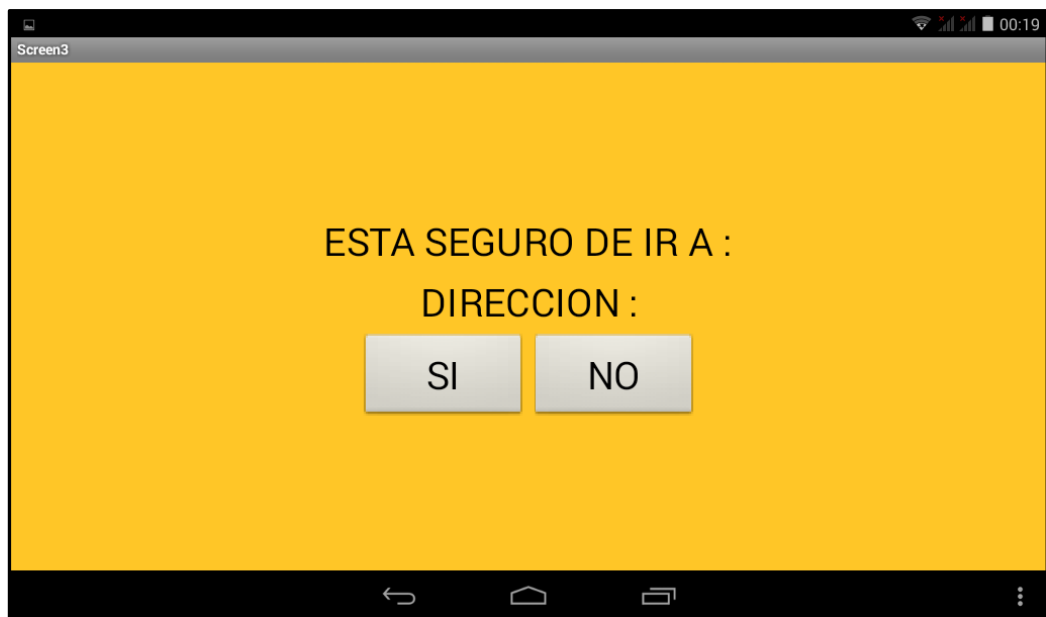 00:19
Screen3
ESTA SEGURO DE IR A :
DIRECCION :
SI NO